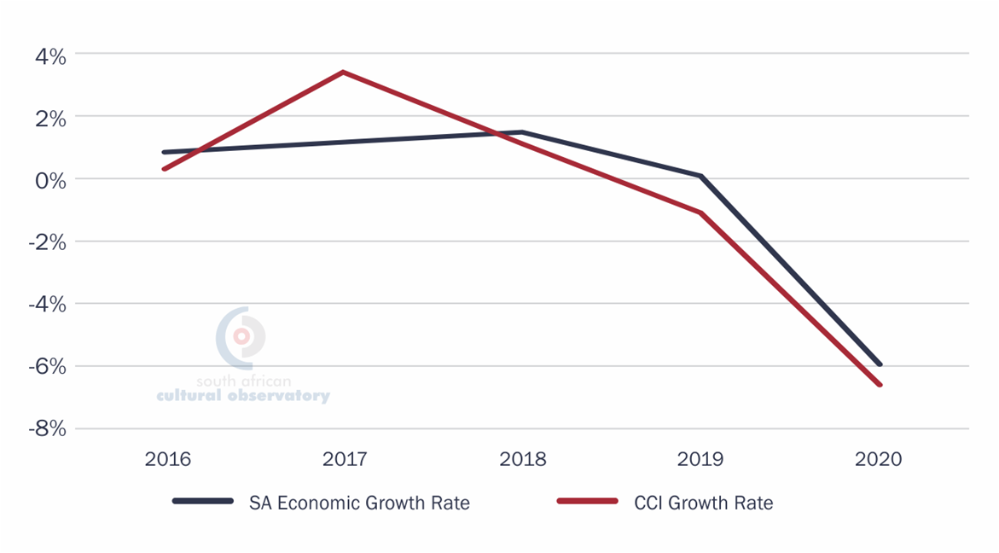 4%
2%
0%
-2%
-4%
-6%
-8%
south african
cultural observatory
2016 2017 2018 2019 2020
SA Economic Growth Rate CCI Growth Rate